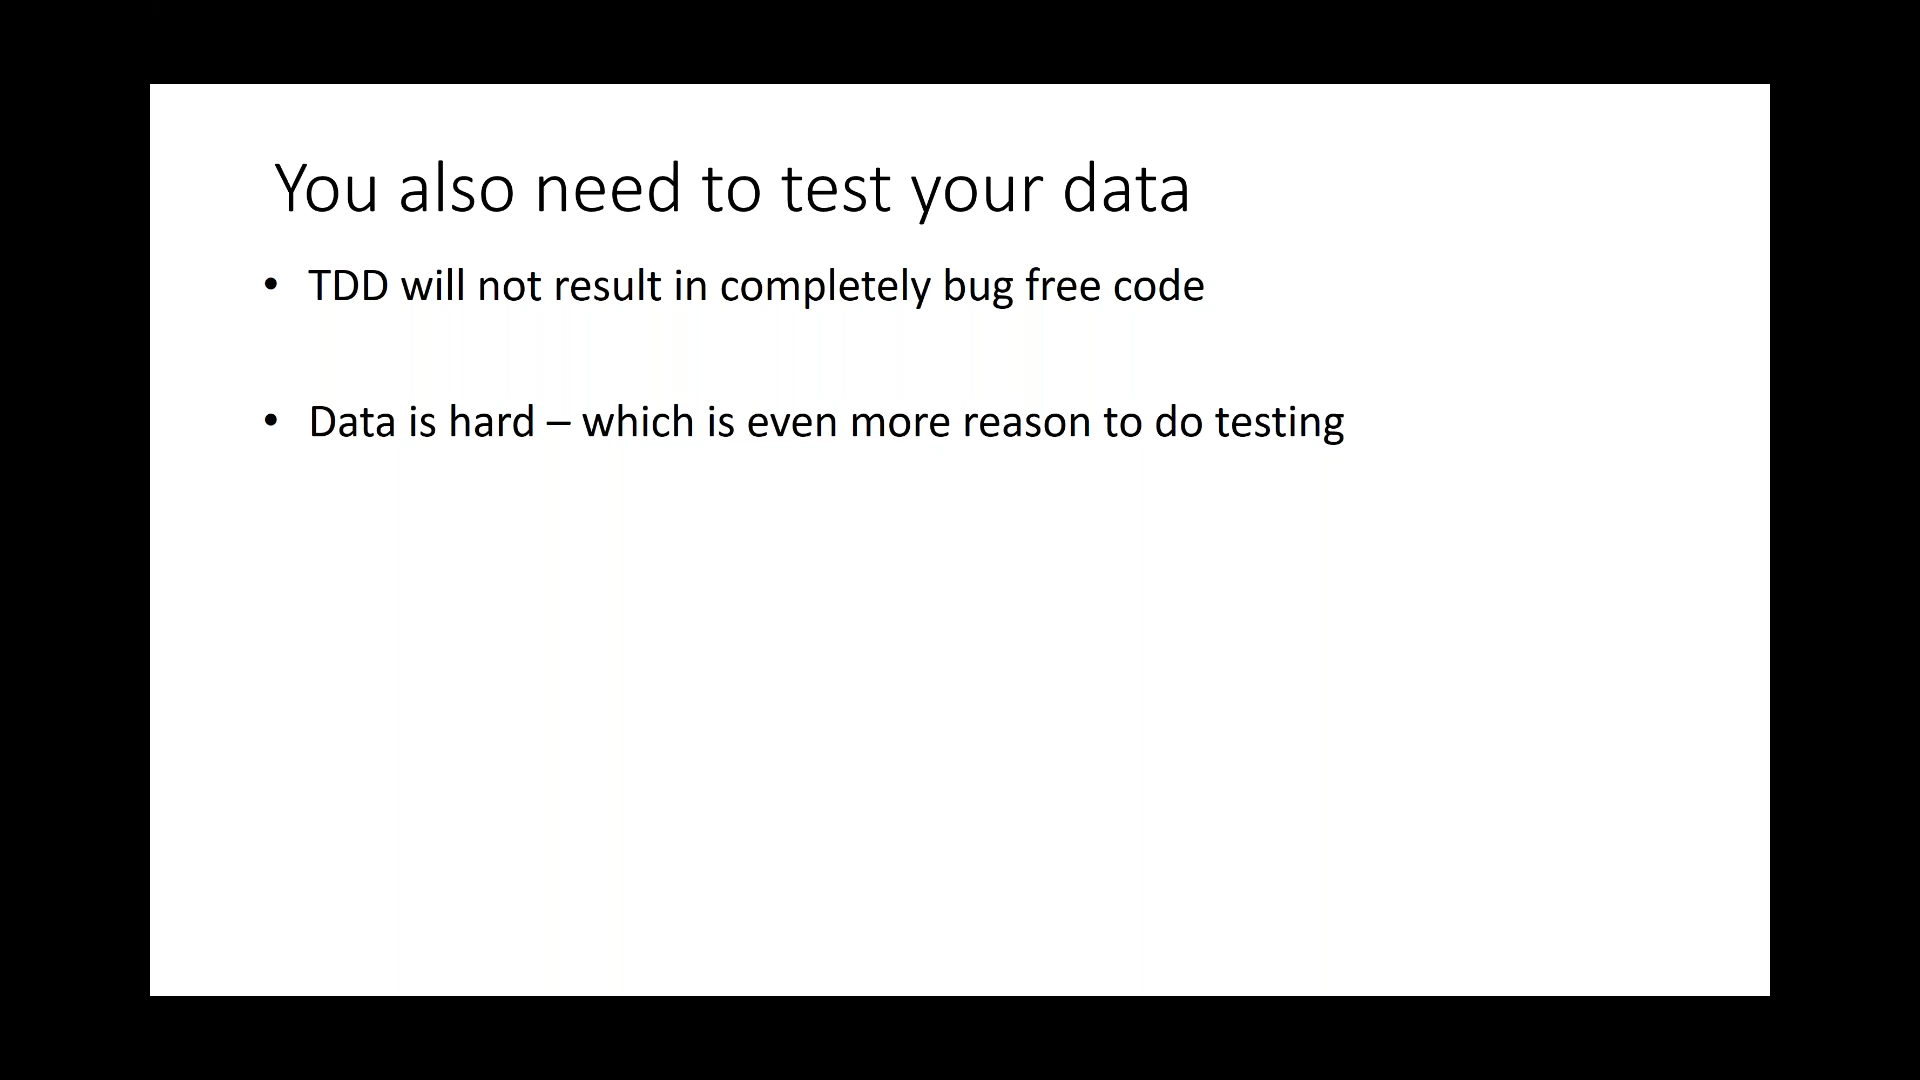 You also need to test your data
• TDD will not result in completely bug free code
• Data is hard – which is even more reason to do testing